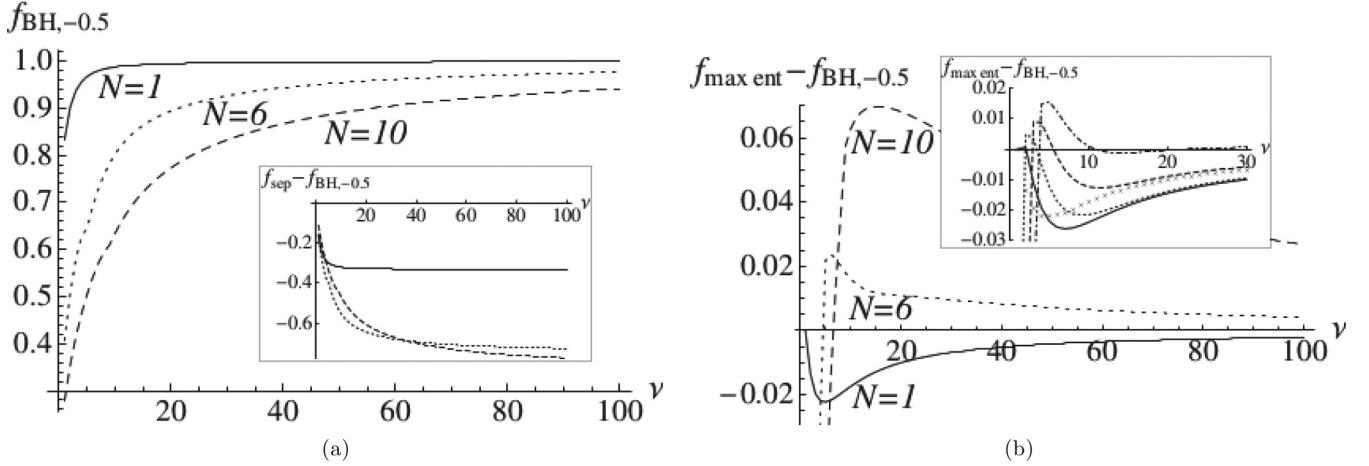 f_BH,−0.5
1.0
0.9
0.8
0.7
0.6
0.5
0.4
N=1
N=6
N=10
20
40
60
80
100
ν
f_sep−f_BH,−0.5
ν
20
40
60
80
100
−0.2
−0.4
−0.6
(a)
f_max ent−f_BH,−0.5
0.06
0.04
0.02
−0.02
N=10
N=6
N=1
20
40
60
80
100
ν
f_max ent−f_BH,−0.5
0.02
0.01
−0.01
−0.02
−0.03
10
20
30
ν
(b)